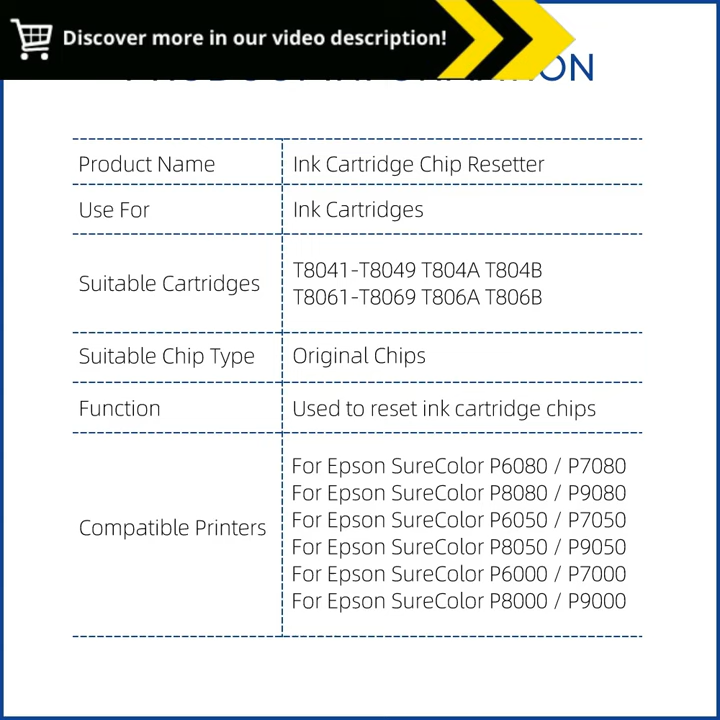 Discover more in our video description!
Product Name
Ink Cartridge Chip Resetter
Use For
Ink Cartridges
Suitable Cartridges
T8041-T8049 T804A T804B
T8061-T8069 T806A T806B
Suitable Chip Type
Original Chips
Function
Used to reset ink cartridge chips
Compatible Printers
For Epson SureColor P6080 / P7080
For Epson SureColor P8080 / P9080
For Epson SureColor P6050 / P7050
For Epson SureColor P8050 / P9050
For Epson SureColor P6000 / P7000
For Epson SureColor P8000 / P9000